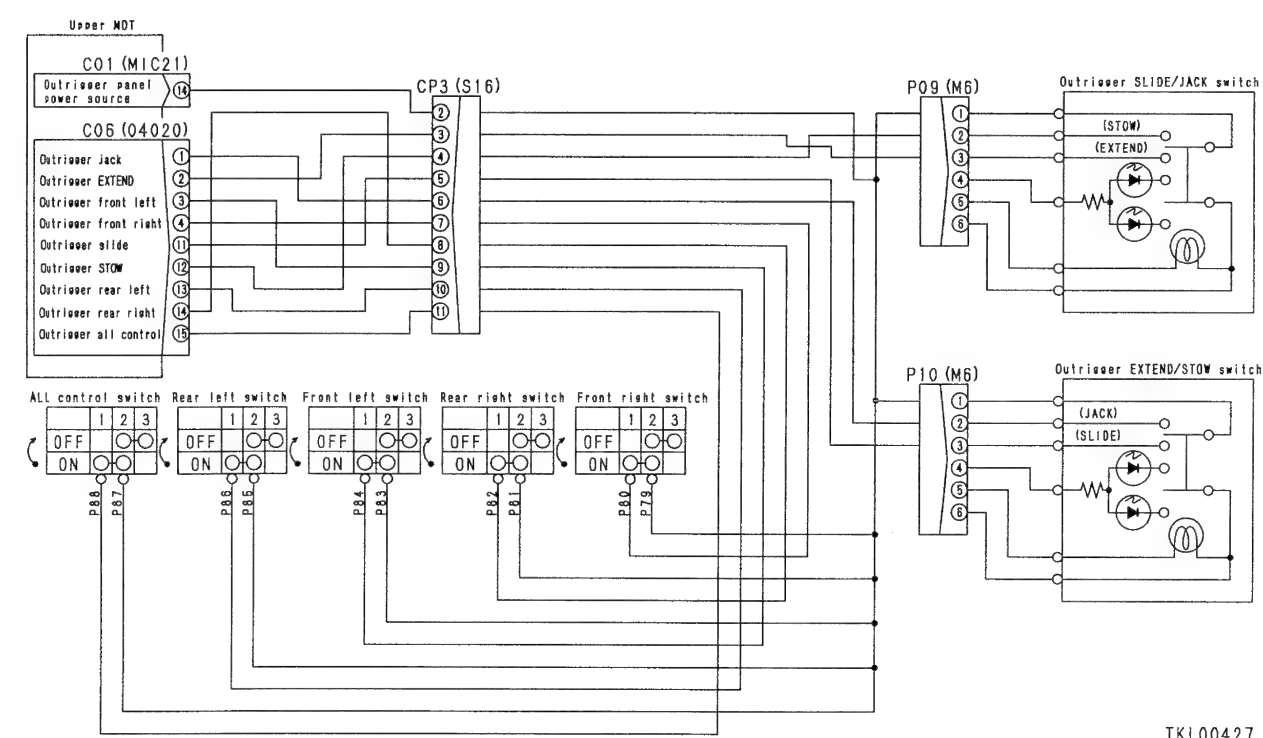 Upper MDT
C01 (MIC21)
Outrigger panel
power source
14
C06 (04020)
Outrigger jack 1
Outrigger EXTEND 2
Outrigger front left 3
Outrigger front right 4
Outrigger slide 11
Outrigger STOW 12
Outrigger rear left 13
Outrigger rear right 14
Outrigger all control 15
CP3 (S16)
2
3
4
5
6
7
8
9
10
11
P09 (M6)
1
2
3
4
5
6
Outrigger SLIDE/JACK switch
(STOW)
(EXTEND)
P10 (M6)
1
2
3
4
5
6
Outrigger EXTEND/STOW switch
(JACK)
(SLIDE)
ALL control switch
1 2 3
OFF
ON
P88 P87
Rear left switch
1 2 3
OFF
ON
P86 P85
Front left switch
1 2 3
OFF
ON
P84 P83
Rear right switch
1 2 3
OFF
ON
P82 P81
Front right switch
1 2 3
OFF
ON
P80 P79
TKL00427